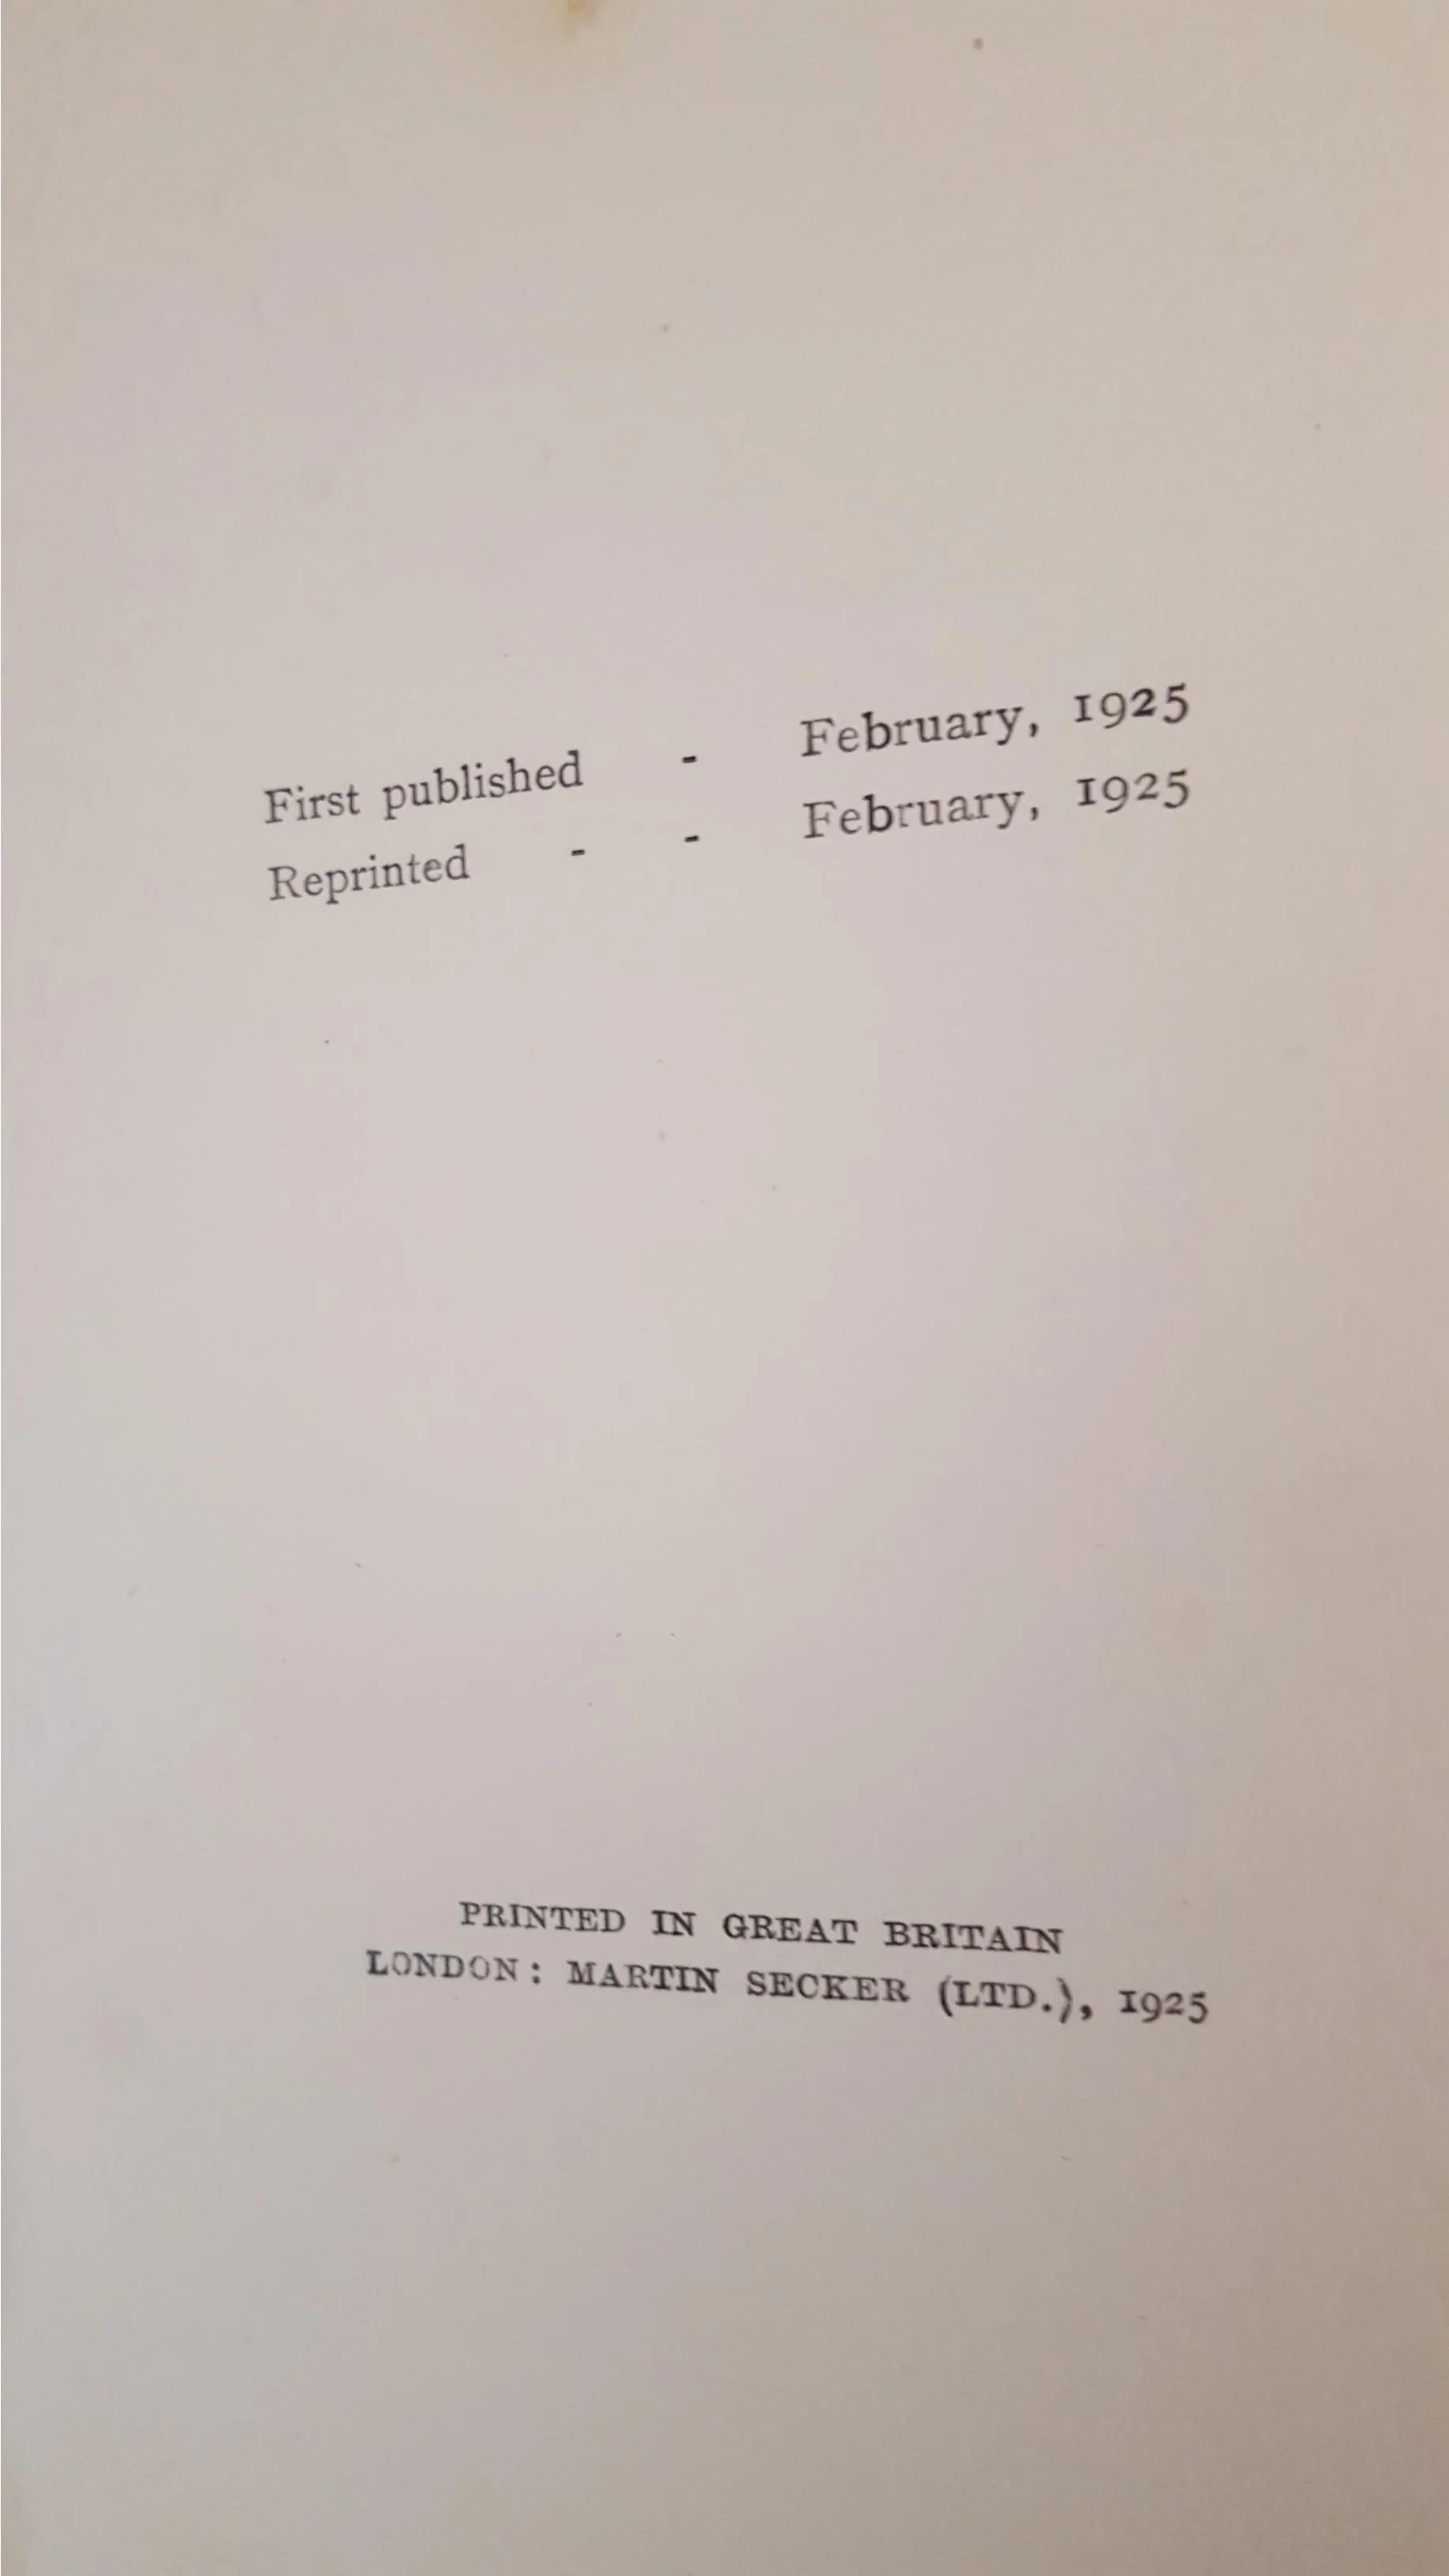 First published - February, 1925
Reprinted - - February, 1925
PRINTED IN GREAT BRITAIN
LONDON: MARTIN SECKER (LTD.), 1925